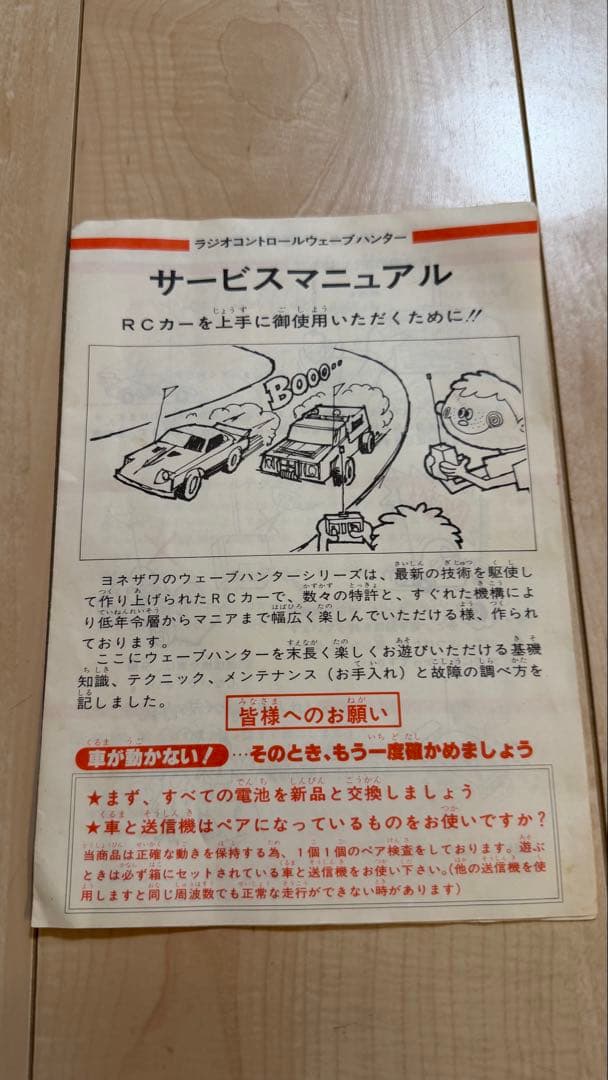 ラジオコントロールウェーブハンター
サービスマニュアル
RCカーを上手に御使用いただくために!!
BOOO‥
ヨネザワのウェーブハンターシリーズは、最新の技術を駆使し
て作り上げられたRCカーで、数々の特許と、すぐれた機構によ
り低年令層からマニアまで幅広く楽しんでいただける様、作られ
ております。
ここにウェーブハンターを末長く楽しくお遊びいただける基礎
知識、テクニック、メンテナンス(お手入れ)と故障の調べ方を
記しました。
皆様へのお願い
車が動かない! …そのとき、もう一度確かめましょう
★まず、すべての電池を新品と交換しましょう
★車と送信機はペアになっているものをお使いですか?
当商品は正確な動きを保持する為、1個1個のペア検査をしております。遊ぶ
ときは必ず箱にセットされている車と送信機をお使い下さい。(他の送信機を使
用しますと同じ周波数でも正常な走行ができない時があります)